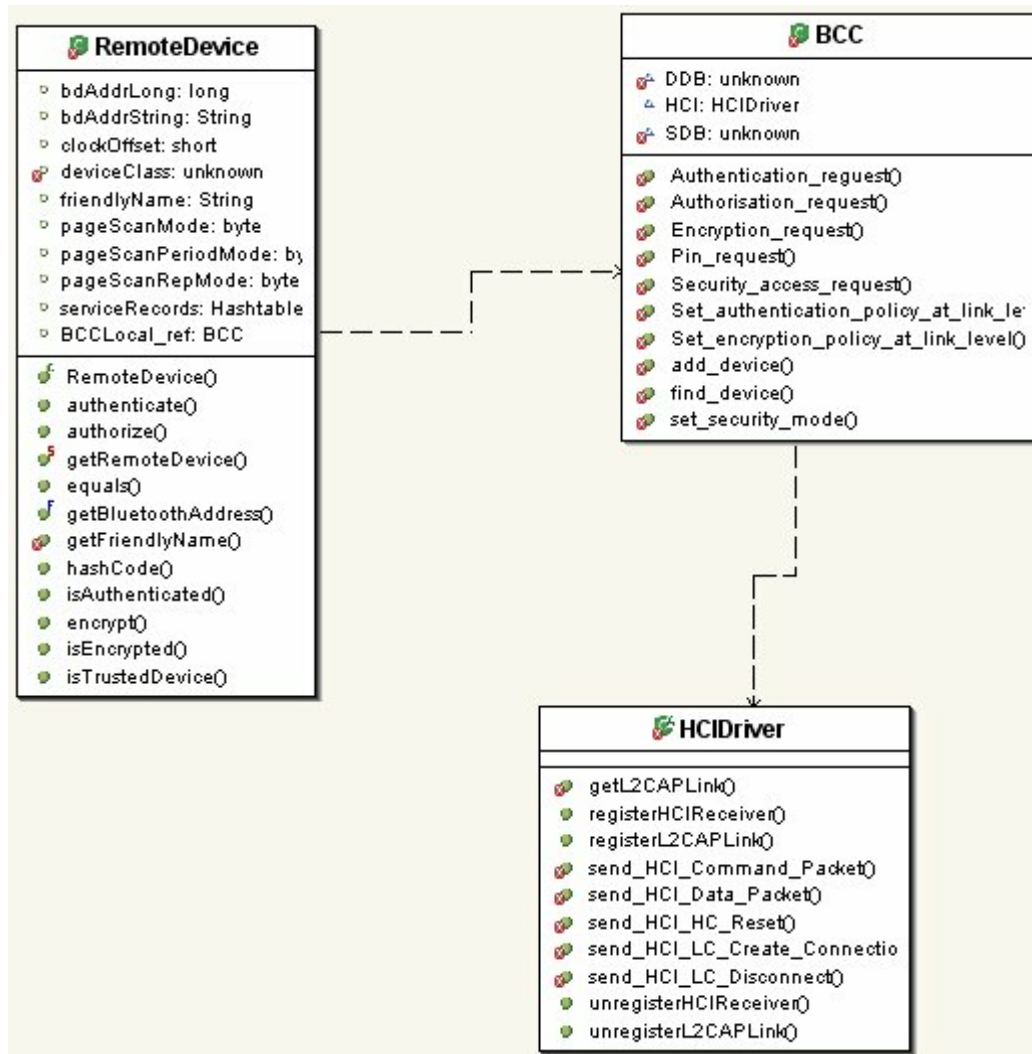 RemoteDevice
bdAddrLong: long
bdAddrString: String
clockOffset: short
deviceClass: unknown
friendlyName: String
pageScanMode: byte
pageScanPeriodMode: by
pageScanRepMode: byte
serviceRecords: Hashtable
BCCLocal_ref: BCC
RemoteDevice()
authenticate()
authorize()
getRemoteDevice()
equals()
getBluetoothAddress()
getFriendlyName()
hashCode()
isAuthenticated()
encrypt()
isEncrypted()
isTrustedDevice()
BCC
DDB: unknown
HCI: HCIDriver
SDB: unknown
Authentication_reguest()
Authorisation_request()
Encryption_request()
Pin_request()
Security_access_request()
Set_authentication_policy_at_link_le
Set_encryption_policy_at_link_level()
add_device()
find_device()
set_security_mode()
HCIDriver
getL2CAPLink()
registerHCIReceiver()
registerL2CAPLink()
send_HCI_Command_Packet()
send_HCI_Data_Packet()
send_HCI_HC_Reset()
send_HCI_LC_Create_Connectio
send_HCI_LC_Disconnect()
unregisterHCIReceiver()
unregisterL2CAPLink()